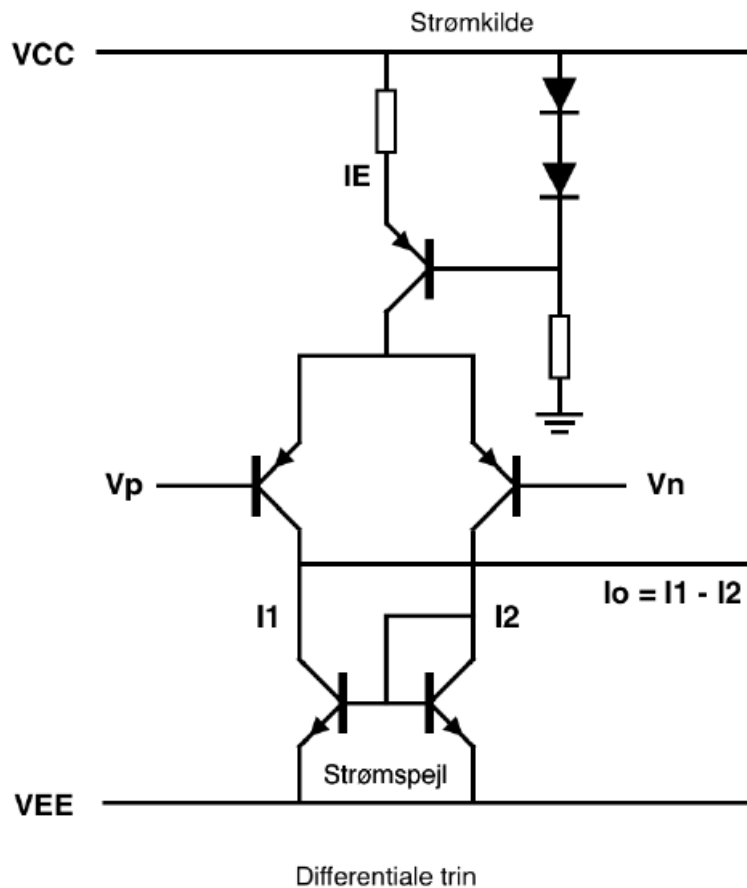 Strømkilde
VCC
IE
Vp
Vn
Io = I1 - I2
I1
I2
Strømspejl
VEE
Differentiale trin